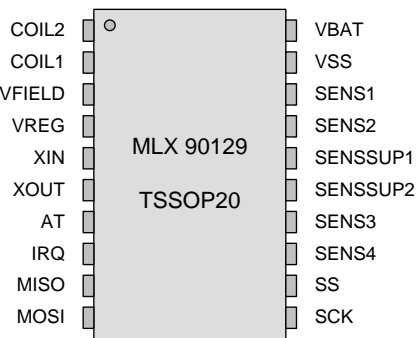 COIL2 VBAT
COIL1 VSS
VFIELD SENS1
VREG SENS2
MLX 90129
XIN SENSSUP1
XOUT SENSSUP2
TSSOP20
AT SENS3
IRQ SENS4
MISO SS
MOSI SCK